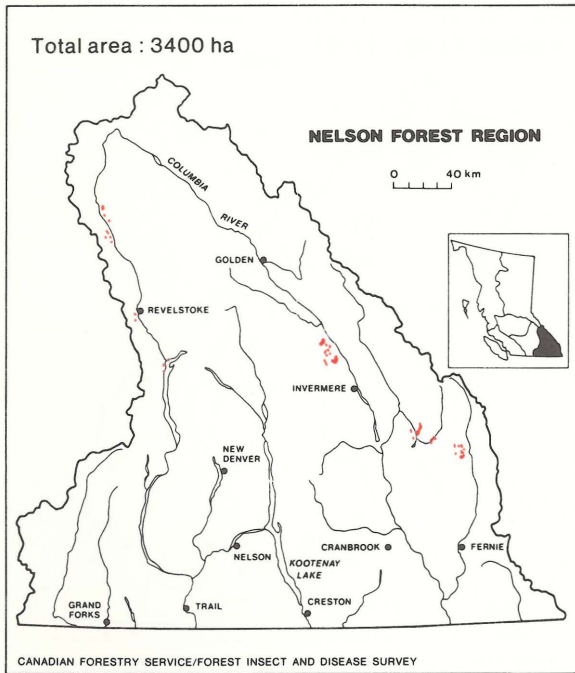 Total area : 3400 ha
NELSON FOREST REGION
0 40 km
COLUMBIA
RIVER
GOLDEN
REVELSTOKE
INVERMERE
NEW
DENVER
NELSON
KOOTENAY
LAKE
CRANBROOK
FERNIE
GRAND
FORKS
TRAIL
CRESTON
CANADIAN FORESTRY SERVICE/FOREST INSECT AND DISEASE SURVEY